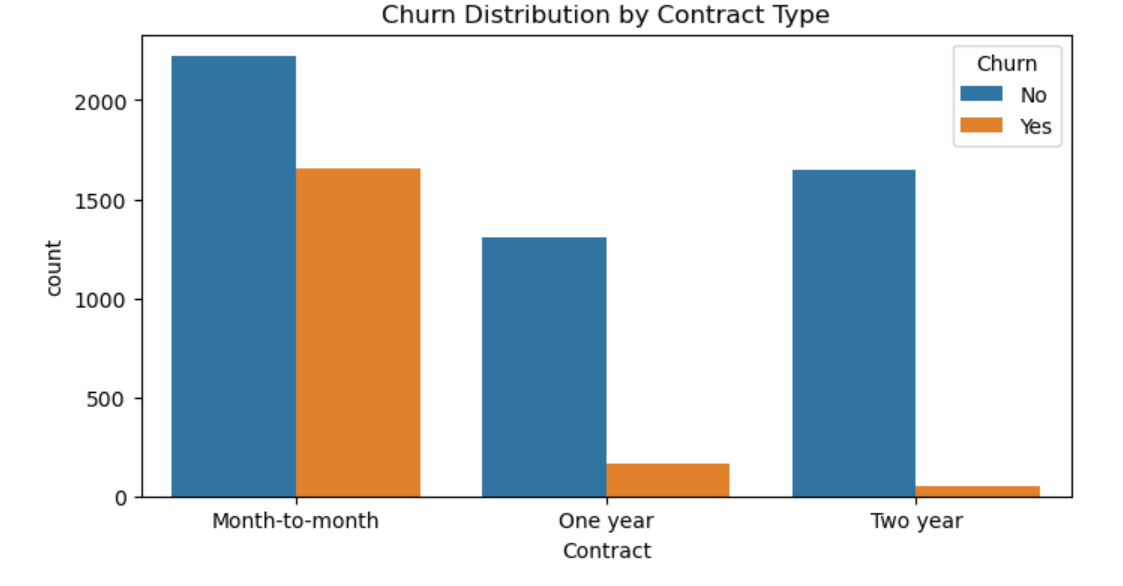 Churn Distribution by Contract Type
Churn
No
Yes
2000
1500
1000
500
0
count
Month-to-month
One year
Two year
Contract